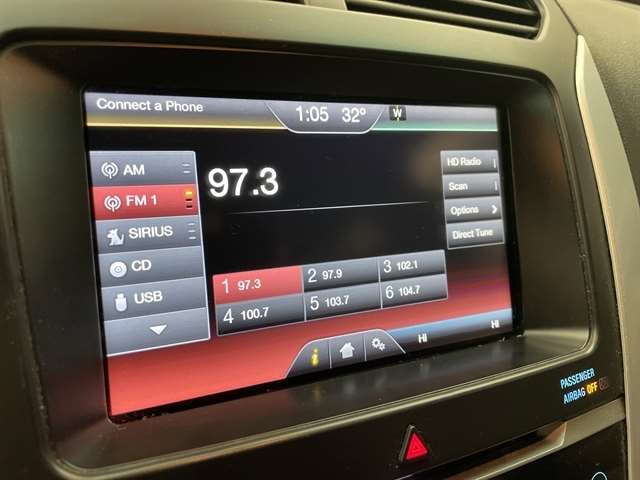 Connect a Phone
1:05 32° W
AM
FM 1
SIRIUS
CD
USB
97.3
HD Radio
Scan
Options
Direct Tune
1 97.3 2 97.9 3 102.1
4 100.7 5 103.7 6 104.7
i
HI HI
PASSENGER
AIRBAG OFF